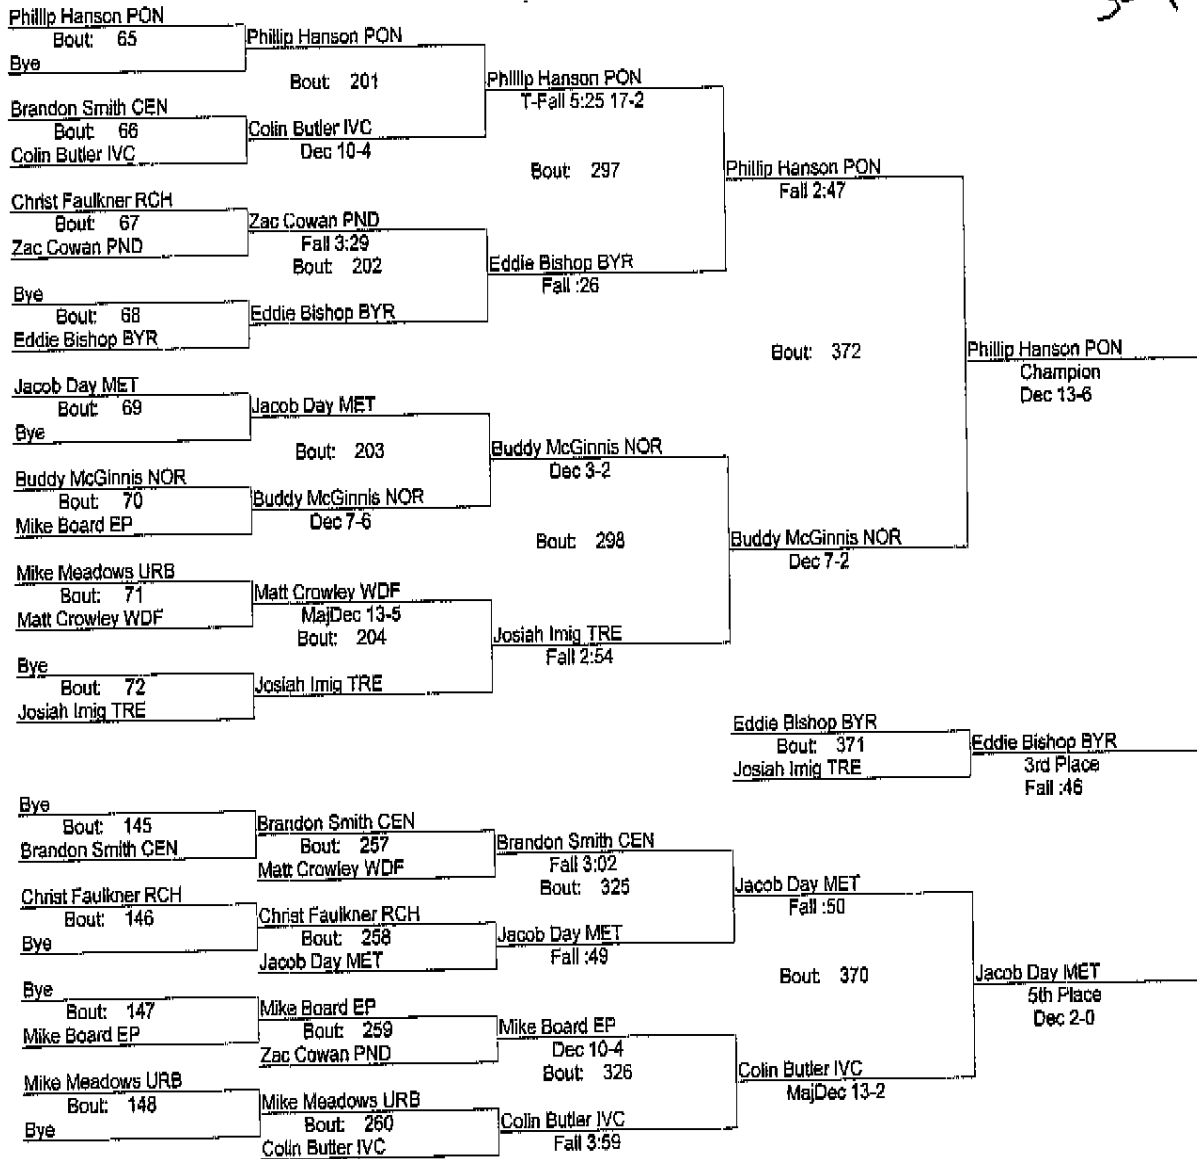 Phillip Hanson PON
Bout: 65
Bye
Phillip Hanson PON
Bout: 201
Brandon Smith CEN
Bout: 66
Colin Butler IVC
Colin Butler IVC
Dec 10-4
Phillip Hanson PON
T-Fall 5:25 17-2
Bout: 297
Christ Faulkner RCH
Bout: 67
Zac Cowan PND
Zac Cowan PND
Fall 3:29
Bout: 202
Bye
Bout: 68
Eddie Bishop BYR
Eddie Bishop BYR
Eddie Bishop BYR
Fall :26
Phillip Hanson PON
Fall 2:47
Bout: 372
Jacob Day MET
Bout: 69
Bye
Jacob Day MET
Bout: 203
Buddy McGinnis NOR
Bout: 70
Mike Board EP
Buddy McGinnis NOR
Dec 7-6
Buddy McGinnis NOR
Dec 3-2
Bout: 298
Mike Meadows URB
Bout: 71
Matt Crowley WDF
Matt Crowley WDF
MajDec 13-5
Bout: 204
Bye
Bout: 72
Josiah Imig TRE
Josiah Imig TRE
Josiah Imig TRE
Fall 2:54
Buddy McGinnis NOR
Dec 7-2
Phillip Hanson PON
Champion
Dec 13-6
Eddie Bishop BYR
Bout: 371
Josiah Imig TRE
Eddie Bishop BYR
3rd Place
Fall :46
Bye
Bout: 145
Brandon Smith CEN
Brandon Smith CEN
Bout: 257
Matt Crowley WDF
Brandon Smith CEN
Fall 3:02
Bout: 325
Christ Faulkner RCH
Bout: 146
Bye
Christ Faulkner RCH
Bout: 258
Jacob Day MET
Jacob Day MET
Fall :49
Jacob Day MET
Fall :50
Bout: 370
Bye
Bout: 147
Mike Board EP
Mike Board EP
Bout: 259
Zac Cowan PND
Mike Board EP
Dec 10-4
Bout: 326
Mike Meadows URB
Bout: 148
Bye
Mike Meadows URB
Bout: 260
Colin Butler IVC
Colin Butler IVC
Fall 3:59
Colin Butler IVC
MajDec 13-2
Jacob Day MET
5th Place
Dec 2-0